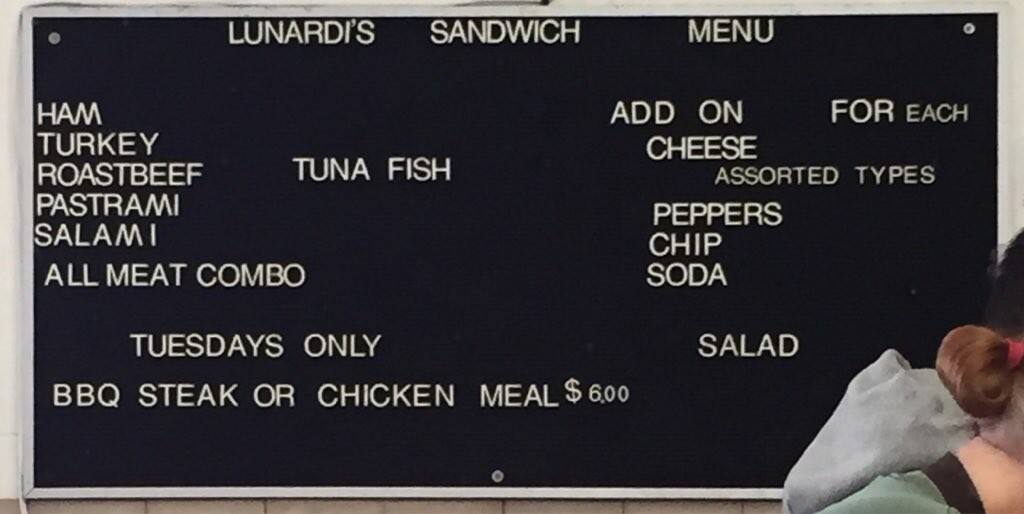 LUNARDI'S SANDWICH MENU
HAM
TURKEY
ROASTBEEF
PASTRAMI
SALAMI
ALL MEAT COMBO
TUNA FISH
ADD ON FOR EACH
CHEESE
ASSORTED TYPES
PEPPERS
CHIP
SODA
TUESDAYS ONLY
SALAD
BBQ STEAK OR CHICKEN MEAL $6.00